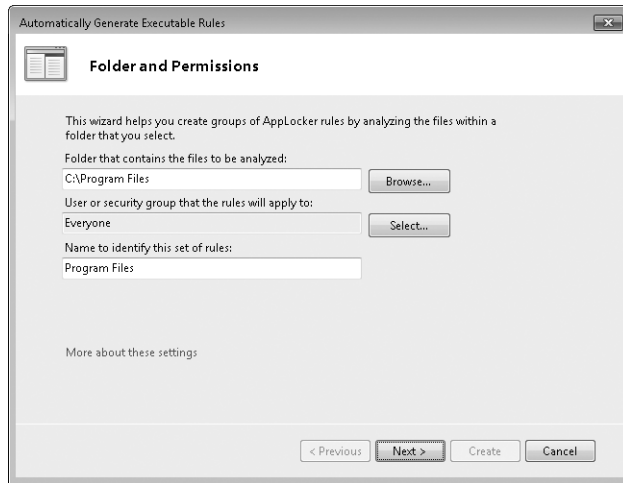 Automatically Generate Executable Rules
Folder and Permissions
This wizard helps you create groups of AppLocker rules by analyzing the files within a
folder that you select.
Folder that contains the files to be analyzed:
C:\Program Files
Browse...
User or security group that the rules will apply to:
Everyone
Select...
Name to identify this set of rules:
Program Files
More about these settings
< Previous
Next >
Create
Cancel